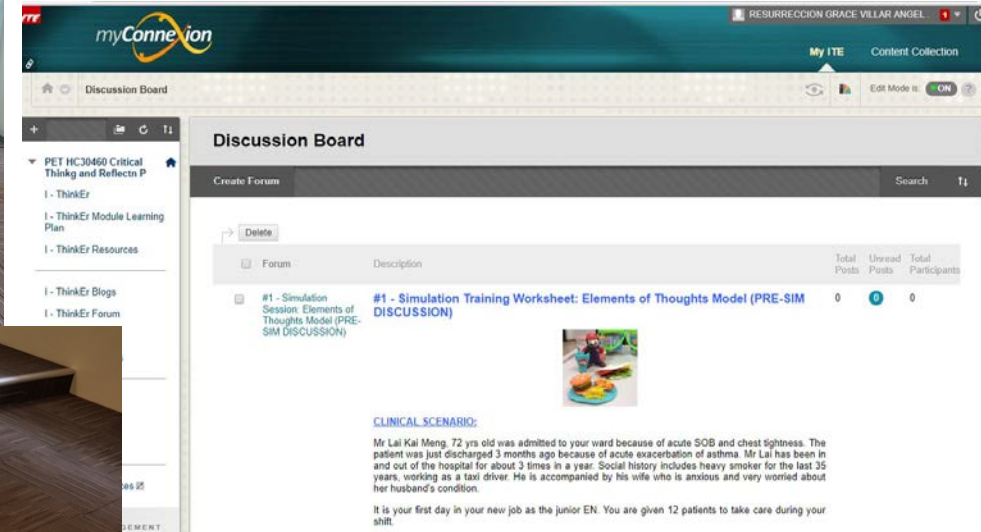 myConnexion
RESURRECCION GRACE VILLAR ANGEL.. 1
My ITE Content Collection
Discussion Board
Edit Mode is: ON ?
Discussion Board
PET HC30460 Critical
Thinkg and Reflectn P
I - ThinkEr
I - ThinkEr Module Learning
Plan
I - ThinkEr Resources
I - ThinkEr Blogs
I - ThinkEr Forum
Create Forum
Search
Delete
Forum Description Total Unread Total
Posts Posts Participants
#1 - Simulation
Session: Elements of
Thoughts Model (PRE-
SIM DISCUSSION)
#1 - Simulation Training Worksheet: Elements of Thoughts Model (PRE-SIM
DISCUSSION)
0 0 0
CLINICAL SCENARIO:
Mr Lai Kai Meng, 72 yrs old was admitted to your ward because of acute SOB and chest tightness. The
patient was just discharged 3 months ago because of acute exacerbation of asthma. Mr Lai has been in
and out of the hospital for about 3 times in a year. Social history includes heavy smoker for the last 35
years, working as a taxi driver. He is accompanied by his wife who is anxious and very worried about
her husband's condition.
It is your first day in your new job as the junior EN. You are given 12 patients to take care during your
shift.